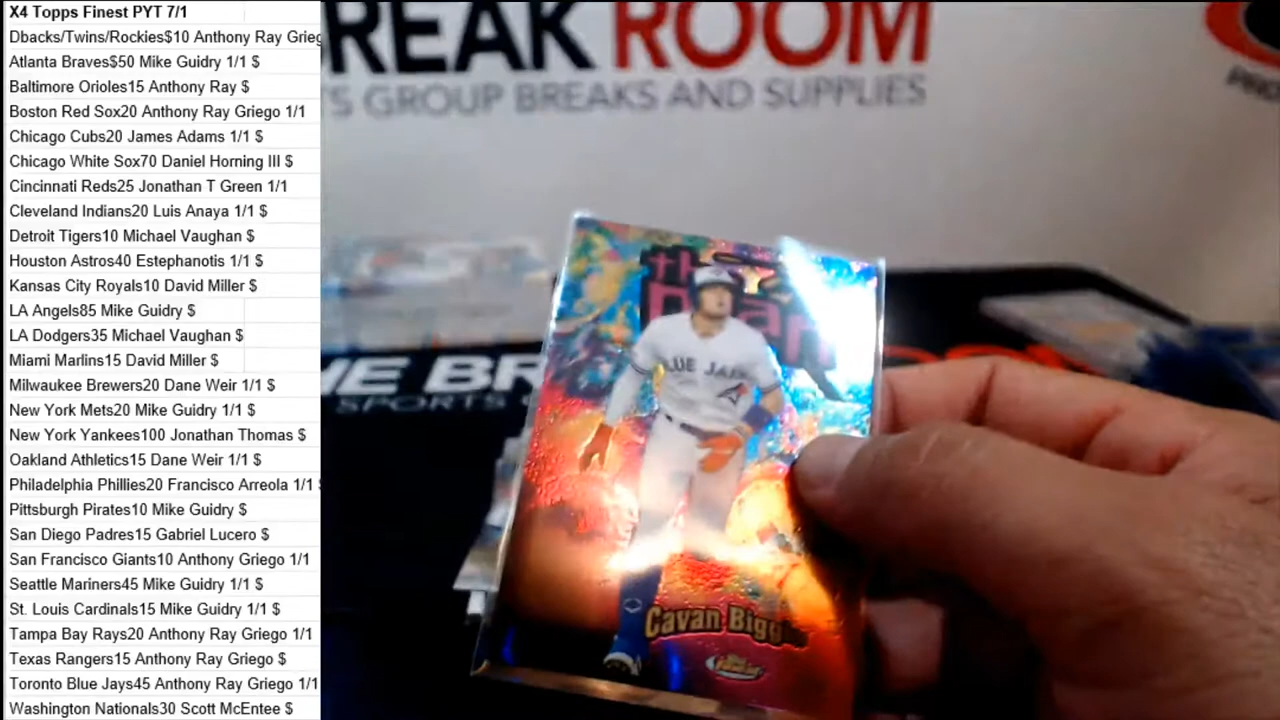 X4 Topps Finest PYT 7/1
Dbacks/Twins/Rockies$10 Anthony Ray Grieg
Atlanta Braves$50 Mike Guidry 1/1 $
Baltimore Orioles15 Anthony Ray $
Boston Red Sox20 Anthony Ray Griego 1/1
Chicago Cubs20 James Adams 1/1 $
Chicago White Sox70 Daniel Horning III $
Cincinnati Reds25 Jonathan T Green 1/1
Cleveland Indians20 Luis Anaya 1/1 $
Detroit Tigers10 Michael Vaughan $
Houston Astros40 Estephanotis 1/1 $
Kansas City Royals10 David Miller $
LA Angels85 Mike Guidry $
LA Dodgers35 Michael Vaughan $
Miami Marlins15 David Miller $
Milwaukee Brewers20 Dane Weir 1/1 $
New York Mets20 Mike Guidry 1/1 $
New York Yankees100 Jonathan Thomas $
Oakland Athletics15 Dane Weir 1/1 $
Philadelphia Phillies20 Francisco Arreola 1/1 $
Pittsburgh Pirates10 Mike Guidry $
San Diego Padres15 Gabriel Lucero $
San Francisco Giants10 Anthony Griego 1/1
Seattle Mariners45 Mike Guidry 1/1 $
St. Louis Cardinals15 Mike Guidry 1/1 $
Tampa Bay Rays20 Anthony Ray Griego 1/1
Texas Rangers15 Anthony Ray Griego $
Toronto Blue Jays45 Anthony Ray Griego 1/1
Washington Nationals30 Scott McEntee $
REAK ROOM
S GROUP BREAKS AND SUPPLIES
PRO
the
BLUE JAYS
HE BR
SPORTS
Cavan Biggio